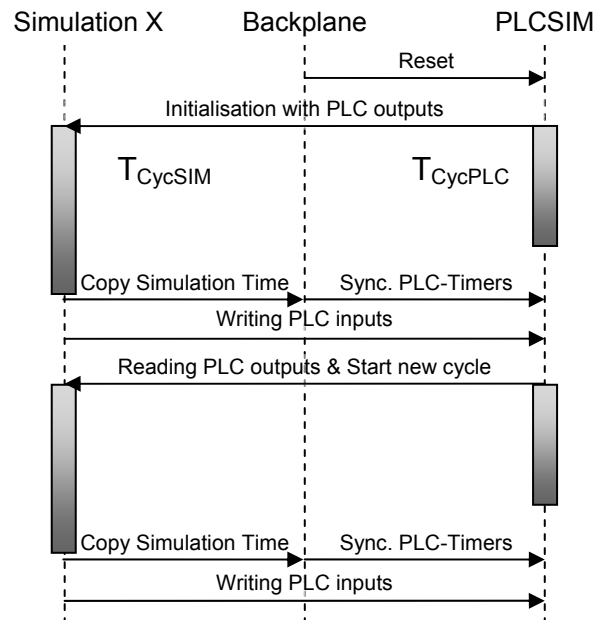 Simulation X Backplane PLCSIM
Reset
Initialisation with PLC outputs
TCycSIM TCycPLC
Copy Simulation Time Sync. PLC-Timers
Writing PLC inputs
Reading PLC outputs & Start new cycle
Copy Simulation Time Sync. PLC-Timers
Writing PLC inputs